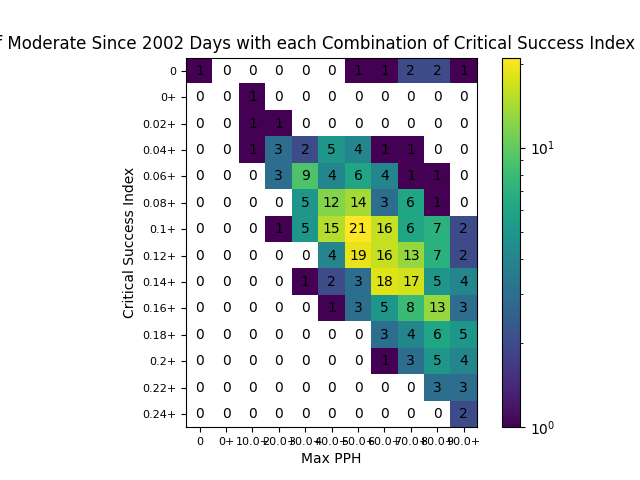 f Moderate Since 2002 Days with each Combination of Critical Success Index
0 1 0 0 0 0 0 1 1 2 2 1
0+ 0 0 1 0 0 0 0 0 0 0 0
0.02+ 0 0 1 1 0 0 0 0 0 0 0
0.04+ 0 0 1 3 2 5 4 1 1 0 0
0.06+ 0 0 0 3 9 4 6 4 1 1 0
0.08+ 0 0 0 0 5 12 14 3 6 1 0
0.1+ 0 0 0 1 5 15 21 16 6 7 2
0.12+ 0 0 0 0 0 4 19 16 13 7 2
0.14+ 0 0 0 0 1 2 3 18 17 5 4
0.16+ 0 0 0 0 0 1 3 5 8 13 3
0.18+ 0 0 0 0 0 0 0 3 4 6 5
0.2+ 0 0 0 0 0 0 0 1 3 5 4
0.22+ 0 0 0 0 0 0 0 0 0 3 3
0.24+ 0 0 0 0 0 0 0 0 0 0 2
0 0+ 10.0+ 20.0+ 30.0+ 40.0+ 50.0+ 60.0+ 70.0+ 80.0+ 90.0+
Max PPH
Critical Success Index
10¹
10⁰